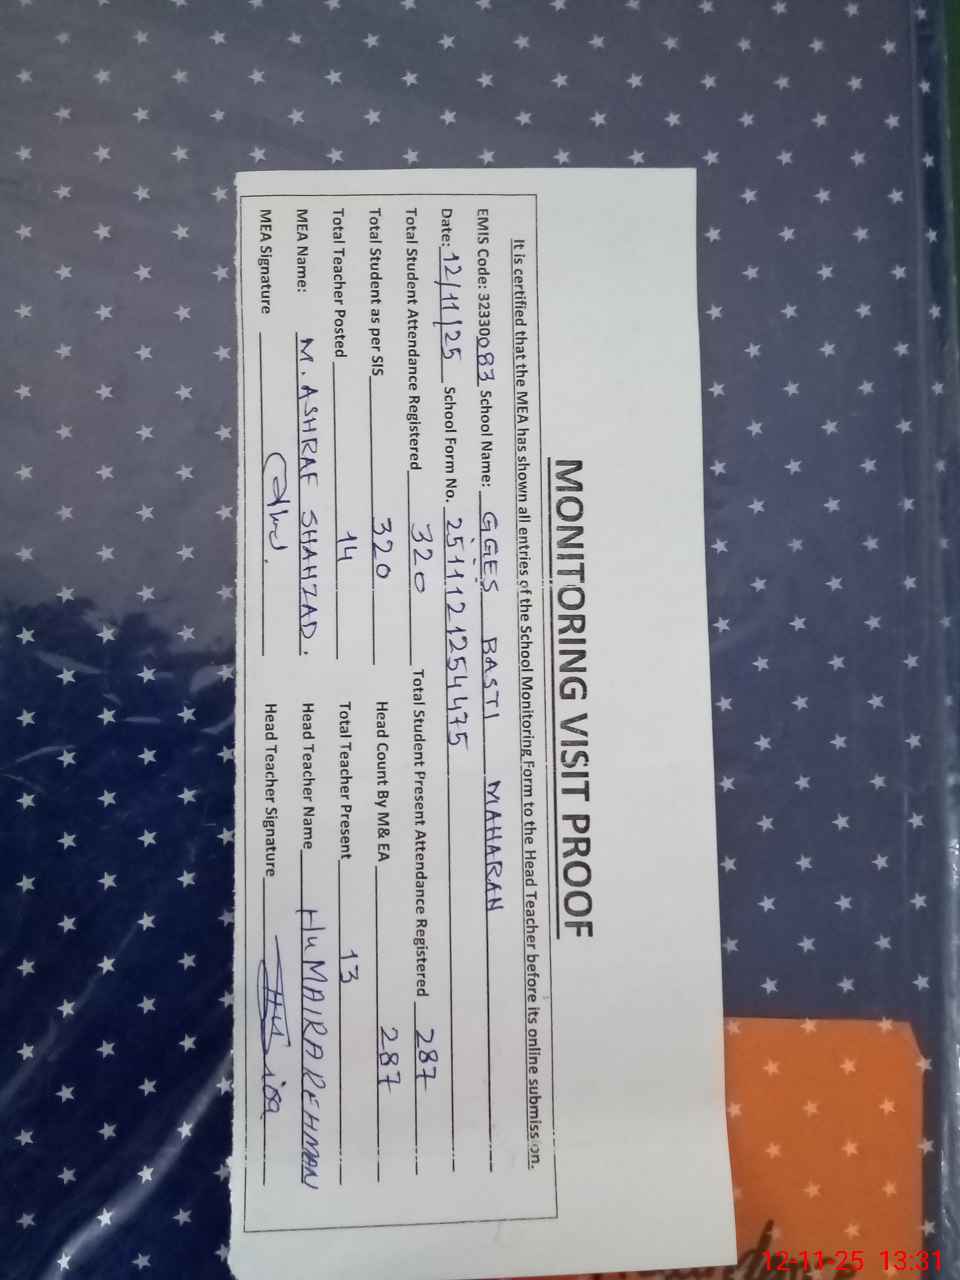 MONITORING VISIT PROOF
It is certified that the MEA has shown all entries of the School Monitoring Form to the Head Teacher before its online submission.
EMIS Code: 32330083 School Name: GGES BASTI MAHARAN
Date: 12/11/25 School Form No. 2511121254475
Total Student Attendance Registered 320 Total Student Present Attendance Registered 287
Total Student as per SIS 320 Head Count By M& EA 287
Total Teacher Posted 14 Total Teacher Present 13
MEA Name: M. ASHRAF SHAHZAD. Head Teacher Name HUMAIRA REHMAN
MEA Signature Head Teacher Signature
12-11-25 13:31